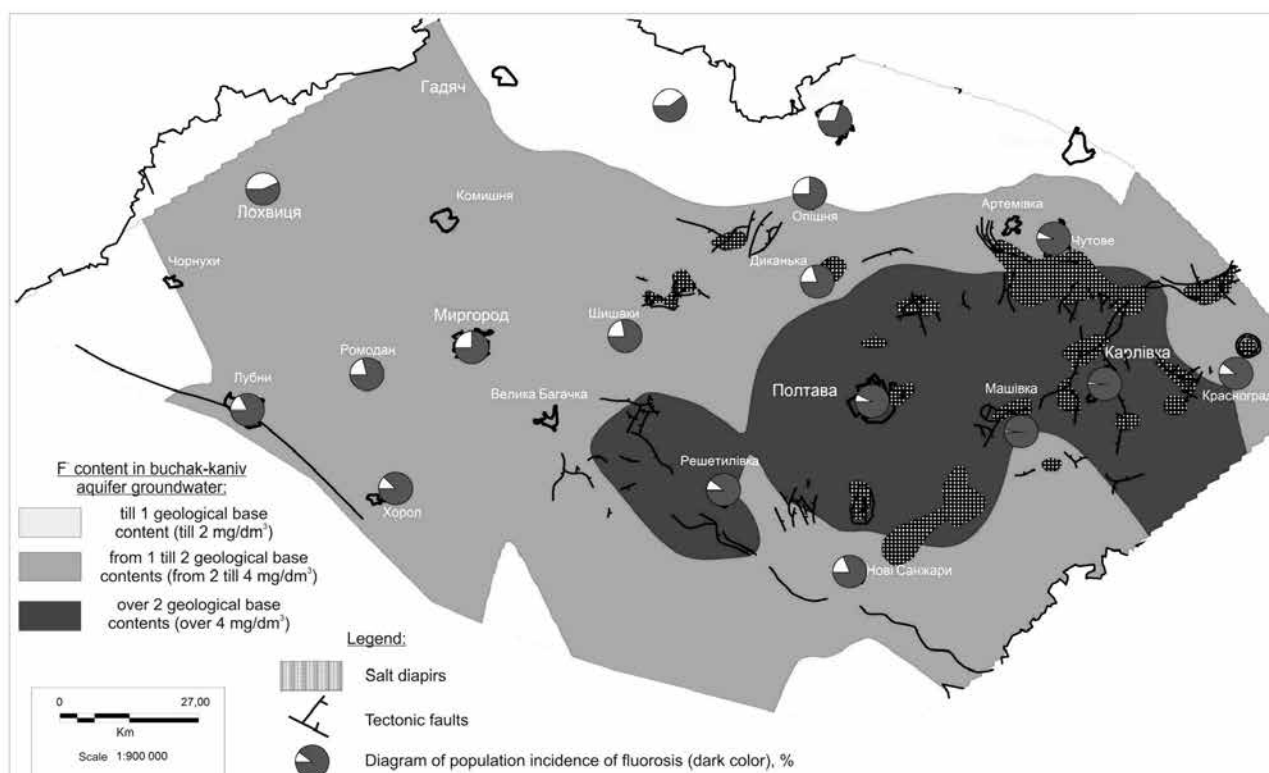 Гадяч
Лохвиця
Комишня
Опішня
Артемівка
Чутове
Чорнухи
Диканька
Миргород
Шишаки
Ромодан
Карлівка
Лубни
Велика Багачка
Полтава
Машівка
Красноград
Решетилівка
Хорол
Нові Санжари
F⁻ content in buchak-kaniv
aquifer groundwater:
till 1 geological base
content (till 2 mg/dm³)
from 1 till 2 geological base
contents (from 2 till 4 mg/dm³)
over 2 geological base
contents (over 4 mg/dm³)
Legend:
Salt diapirs
Tectonic faults
Diagram of population incidence of fluorosis (dark color), %
0 27,00
Km
Scale 1:900 000